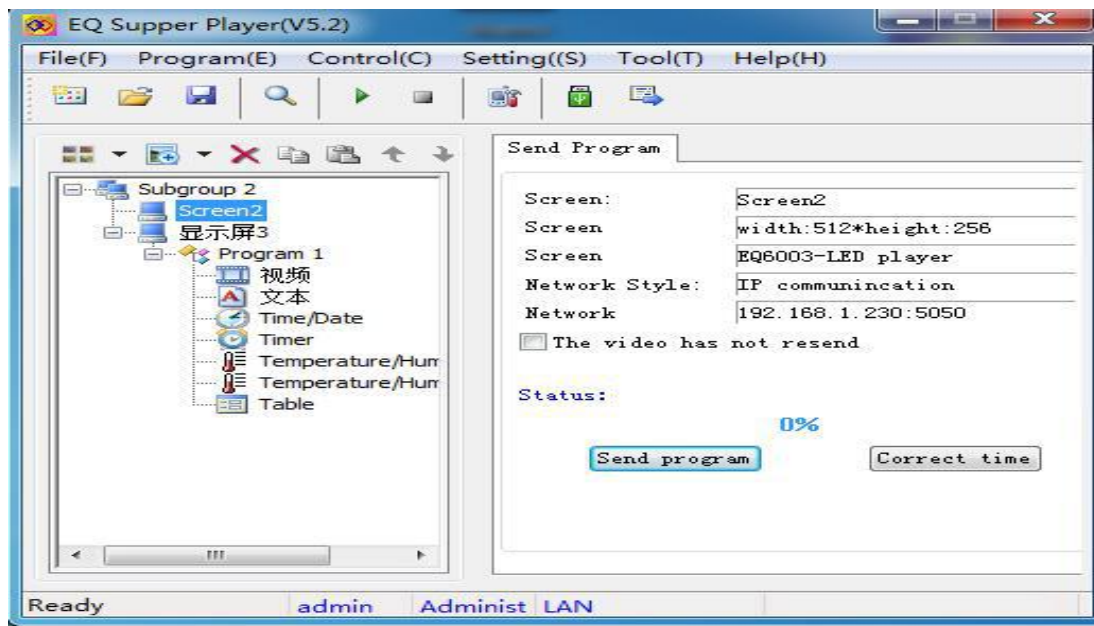 EQ Supper Player(V5.2)
File(F) Program(E) Control(C) Setting((S) Tool(T) Help(H)
Subgroup 2
Screen2
显示屏3
Program 1
视频
文本
Time/Date
Timer
Temperature/Hum
Temperature/Hum
Table
Send Program
Screen: Screen2
Screen width:512*height:256
Screen EQ6003-LED player
Network Style: IP communincation
Network 192.168.1.230:5050
The video has not resend
Status:
0%
Send program Correct time
Ready admin Administ LAN